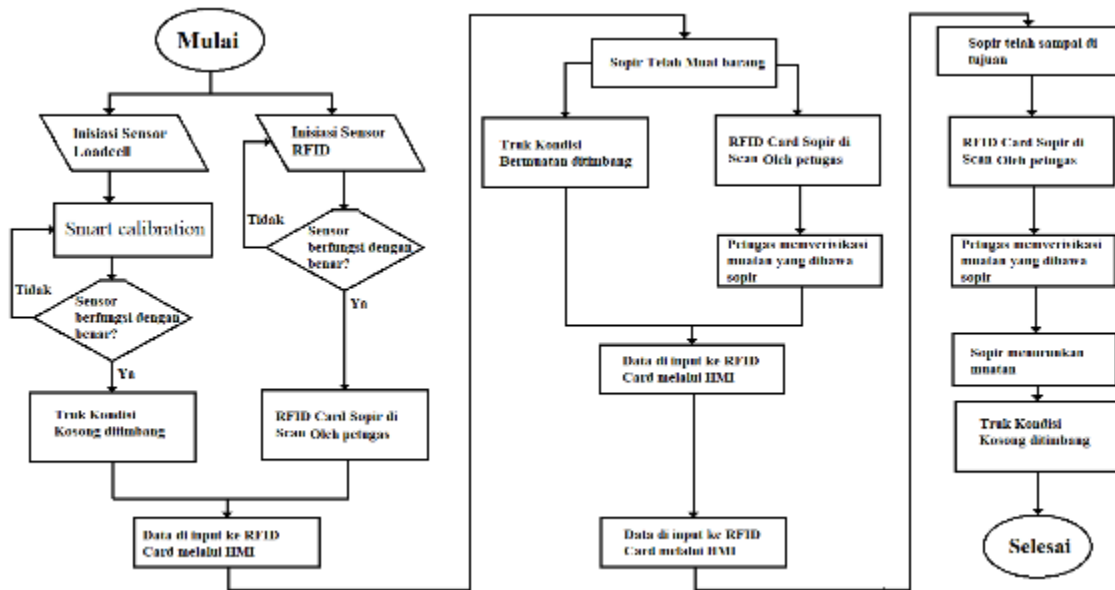 Mulai
Inisiasi Sensor
Loadcell
Inisiasi Sensor
RFID
Smart calibration
Tidak
Sensor
berfungsi dengan
benar?
Tidak
Sensor
berfungsi dengan
benar?
Ya
Ya
Truk Kondisi
Kosong ditimbang
RFID Card Sopir di
Scan Oleh petugas
Data di input ke RFID
Card melalui HMI
Sopir Telah Muat barang
Truk Kondisi
Bermuatan ditimbang
RFID Card Sopir di
Scan Oleh petugas
Petugas memverisikasi
muatan yang dibawa
sopir
Data di input ke RFID
Card melalui HMI
Data di input ke RFID
Card melalui HMI
Sopir telah sampai di
tujuan
RFID Card Sopir di
Scan Oleh petugas
Petugas memverisikasi
muatan yang dibawa
sopir
Sopir menurunkan
muatan
Truk Kondisi
Kosong ditimbang
Selesai